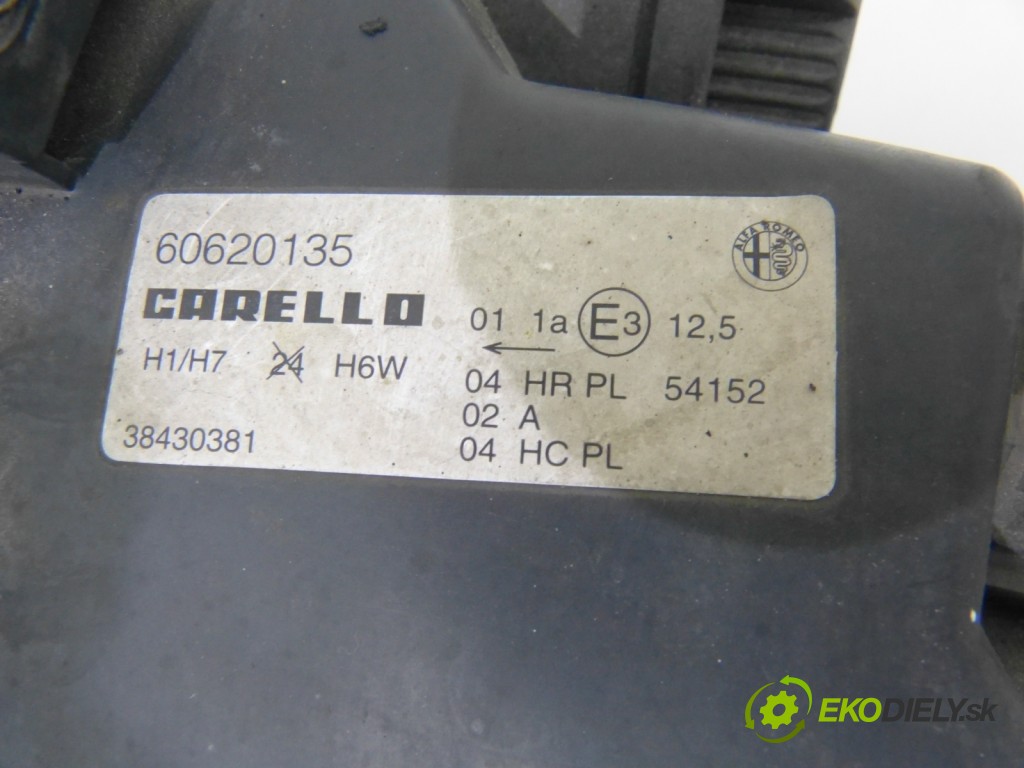 60620135
ALFA ROMEO
CARELLO
01 1a E3 12,5
H1/H7 24 H6W
04 HR PL 54152
02 A
38430381
04 HC PL
EKODIELY.sk